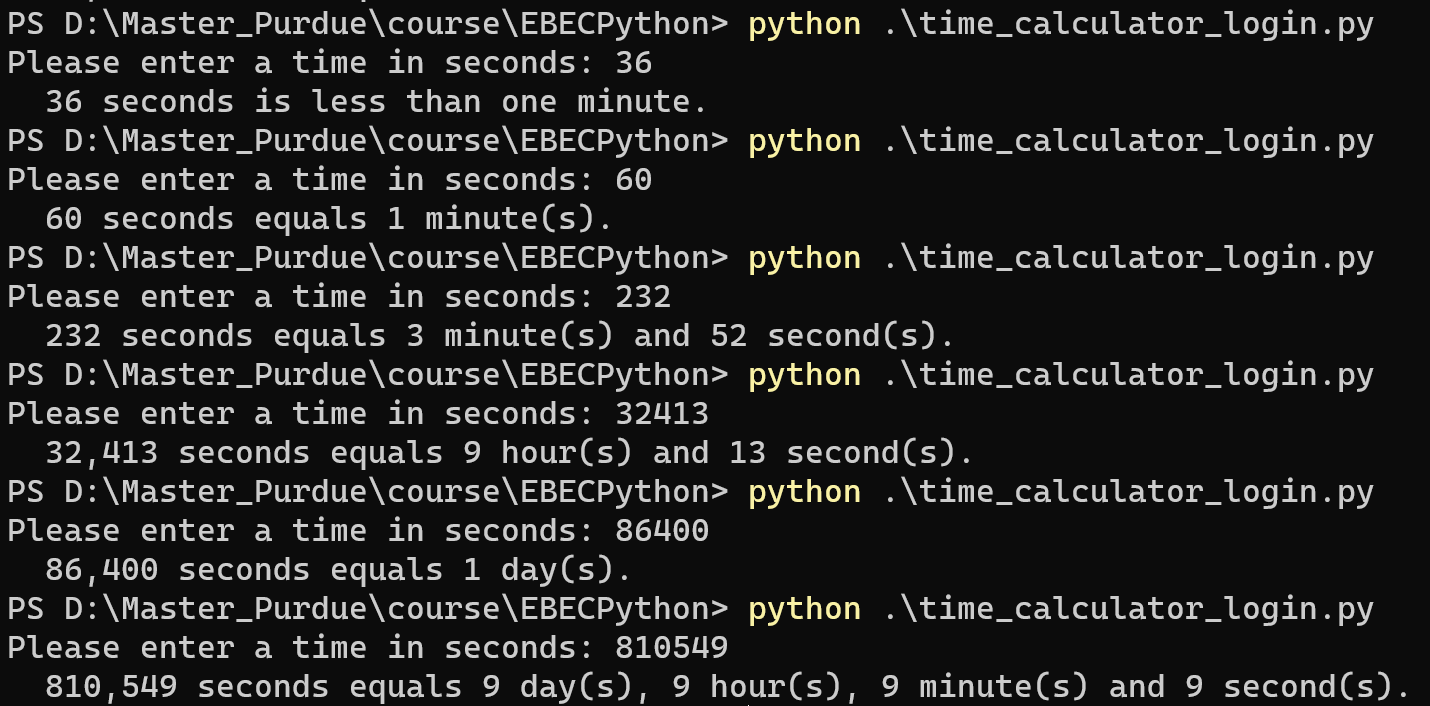 PS D:\Master_Purdue\course\EBECPython> python .\time_calculator_login.py
Please enter a time in seconds: 36
  36 seconds is less than one minute.
PS D:\Master_Purdue\course\EBECPython> python .\time_calculator_login.py
Please enter a time in seconds: 60
  60 seconds equals 1 minute(s).
PS D:\Master_Purdue\course\EBECPython> python .\time_calculator_login.py
Please enter a time in seconds: 232
  232 seconds equals 3 minute(s) and 52 second(s).
PS D:\Master_Purdue\course\EBECPython> python .\time_calculator_login.py
Please enter a time in seconds: 32413
  32,413 seconds equals 9 hour(s) and 13 second(s).
PS D:\Master_Purdue\course\EBECPython> python .\time_calculator_login.py
Please enter a time in seconds: 86400
  86,400 seconds equals 1 day(s).
PS D:\Master_Purdue\course\EBECPython> python .\time_calculator_login.py
Please enter a time in seconds: 810549
  810,549 seconds equals 9 day(s), 9 hour(s), 9 minute(s) and 9 second(s).